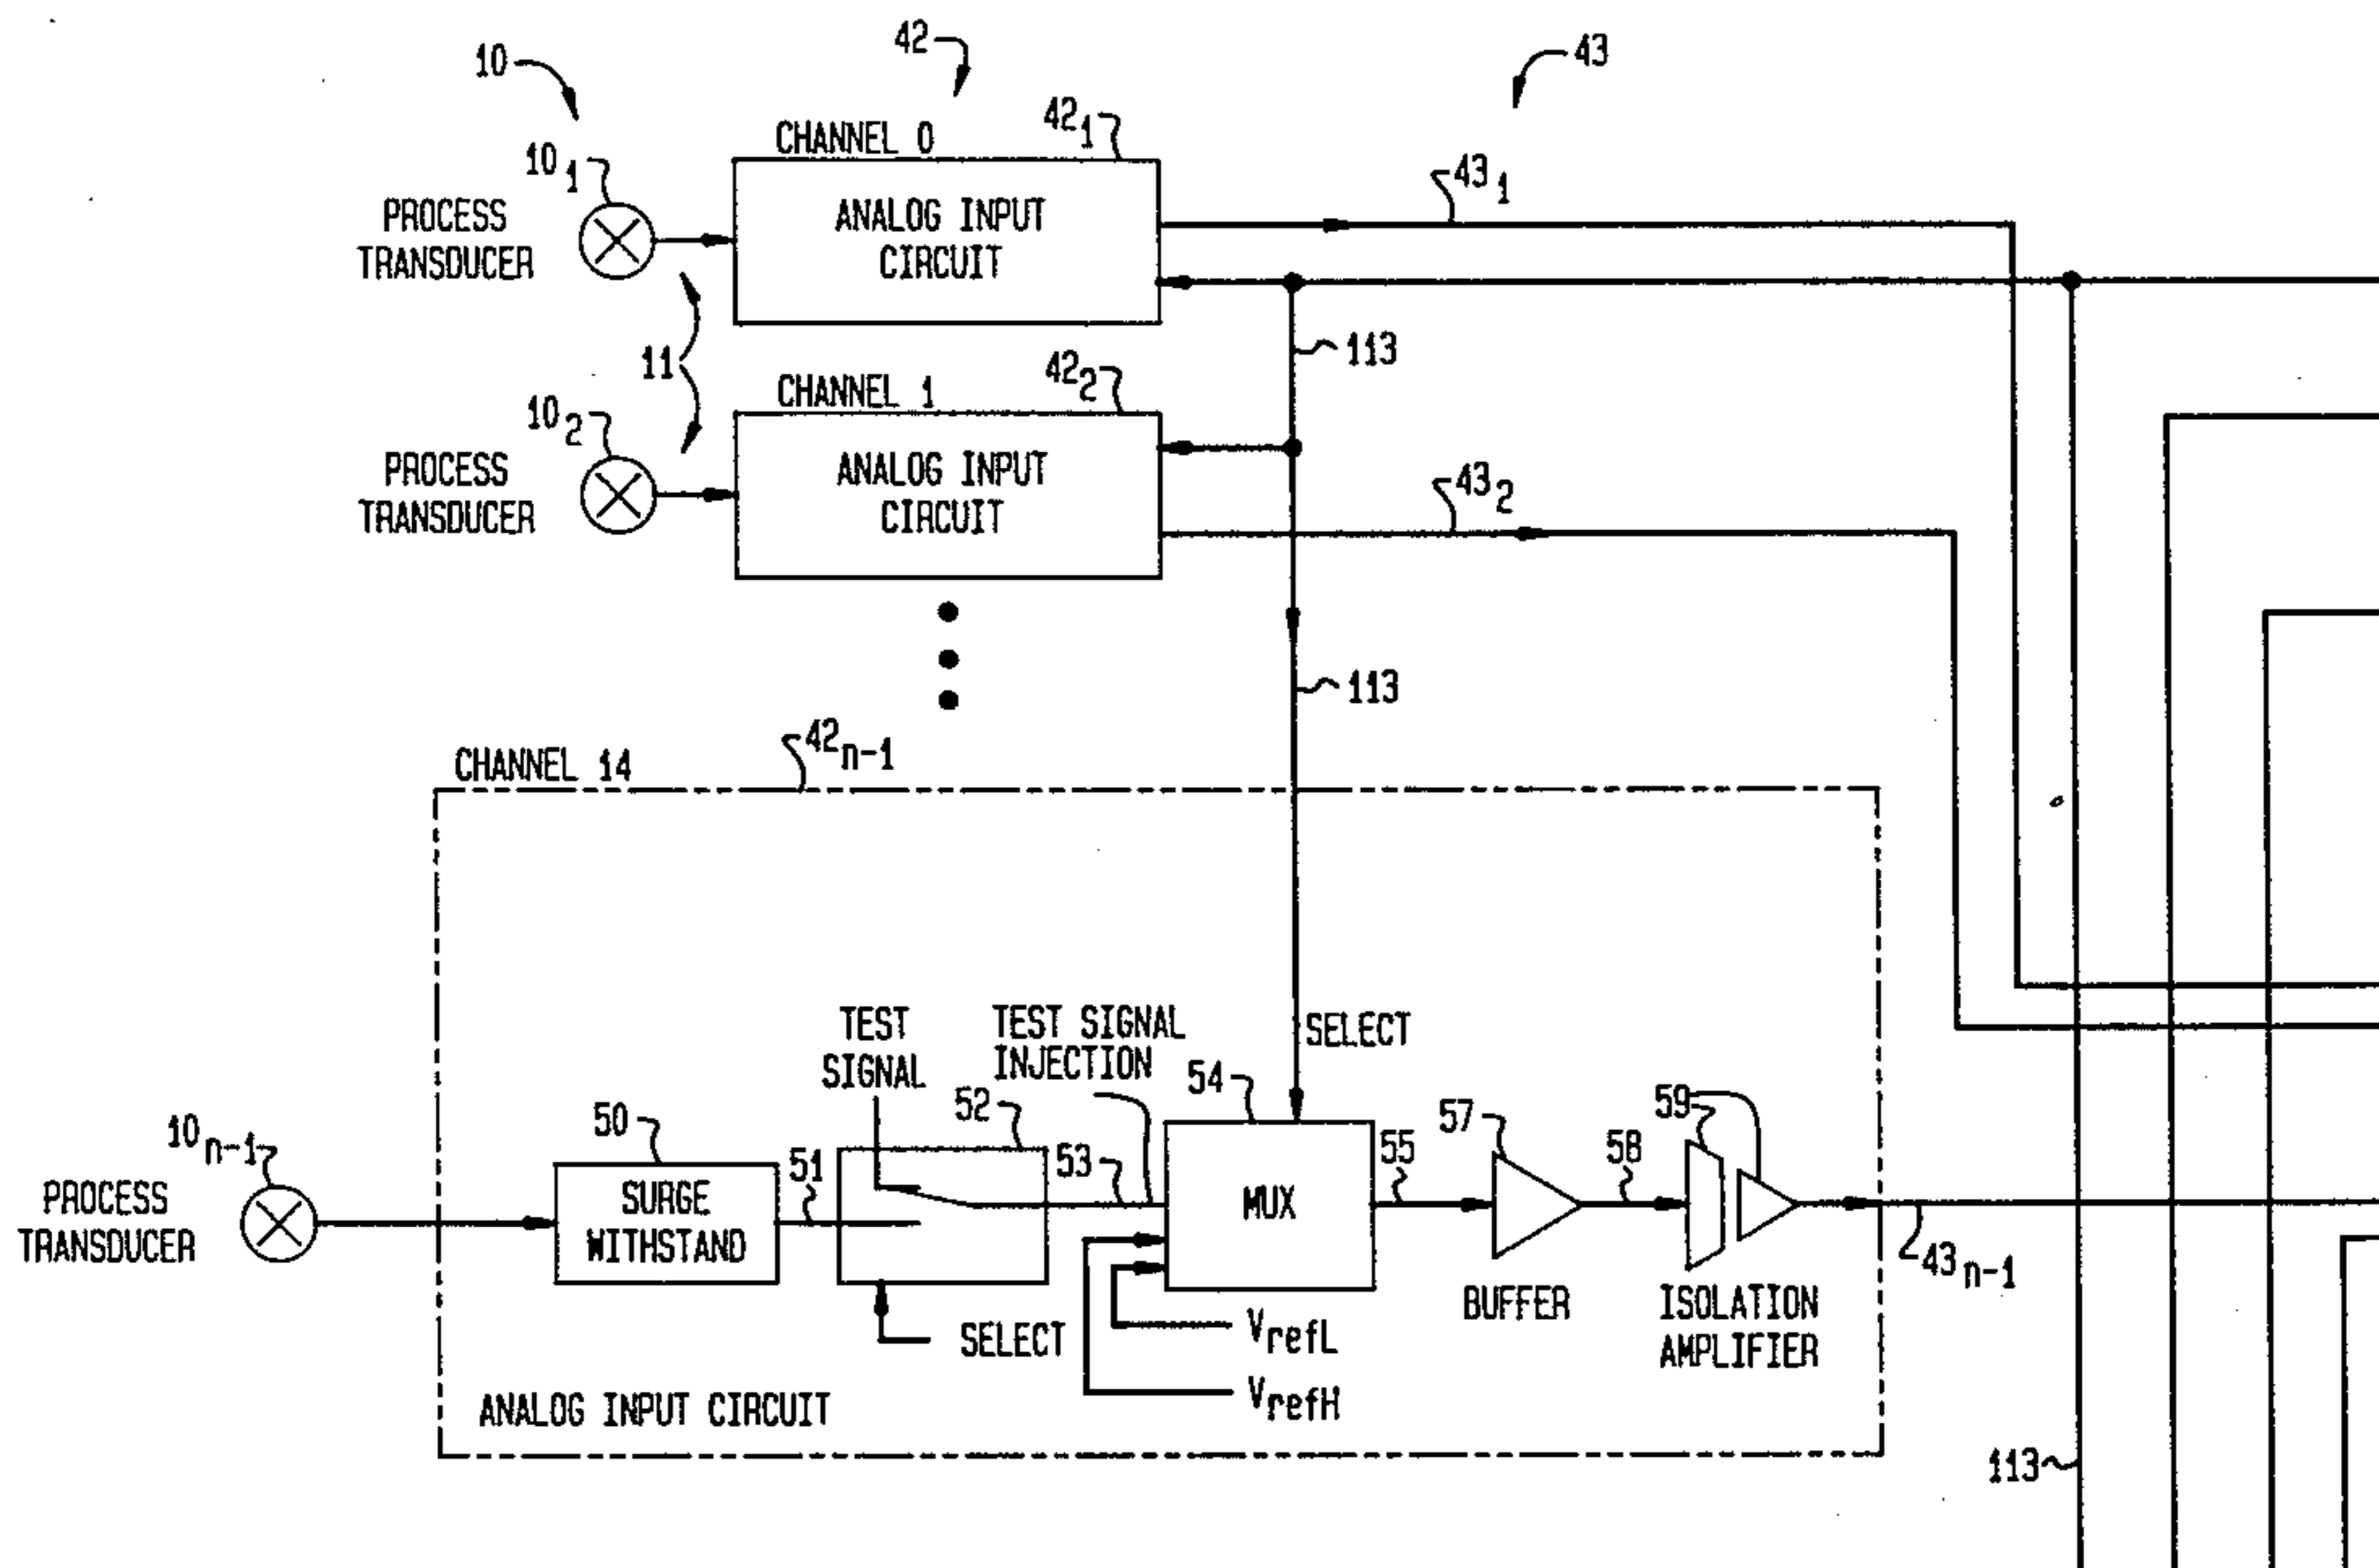 10
42
43
CHANNEL 0
42₁
10₁
PROCESS
TRANSDUCER
ANALOG INPUT
CIRCUIT
43₁
11
113
CHANNEL 1
42₂
10₂
PROCESS
TRANSDUCER
ANALOG INPUT
CIRCUIT
43₂
113
CHANNEL 14
42n-1
TEST
SIGNAL
TEST SIGNAL
INJECTION
SELECT
10n-1
PROCESS
TRANSDUCER
50
SURGE
WITHSTAND
51
52
53
54
MUX
55
57
BUFFER
58
59
ISOLATION
AMPLIFIER
43n-1
SELECT
VrefL
VrefH
ANALOG INPUT CIRCUIT
113